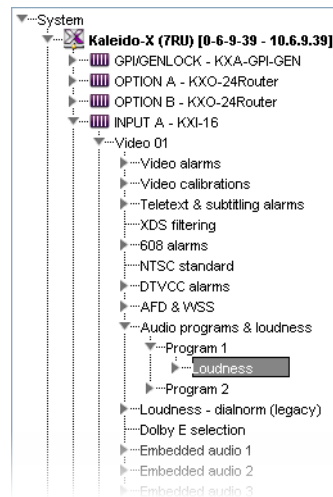 System
Kaleido-X (7RU) [0-6-9-39 - 10.6.9.39]
GPI/GENLOCK - KXA-GPI-GEN
OPTION A - KXO-24Router
OPTION B - KXO-24Router
INPUT A - KXI-16
Video 01
Video alarms
Video calibrations
Teletext & subtitling alarms
XDS filtering
608 alarms
NTSC standard
DTVCC alarms
AFD & WSS
Audio programs & loudness
Program 1
Loudness
Program 2
Loudness - dialnorm (legacy)
Dolby E selection
Embedded audio 1
Embedded audio 2
Embedded audio 3